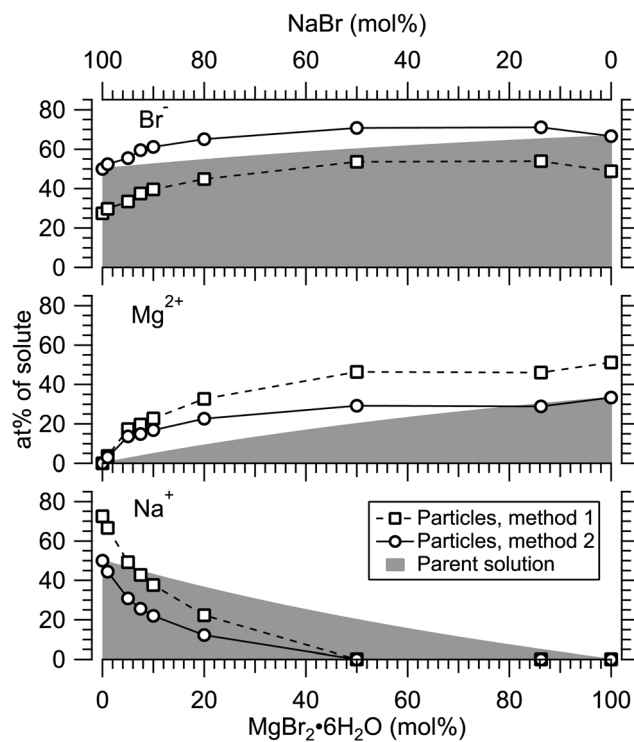 NaBr (mol%)
100 80 60 40 20 0
80
60
40
20
0
Br-
at% of solute
80
60
40
20
0
Mg2+
80
60
40
20
0
Na+
Particles, method 1
Particles, method 2
Parent solution
0 20 40 60 80 100
MgBr2•6H2O (mol%)